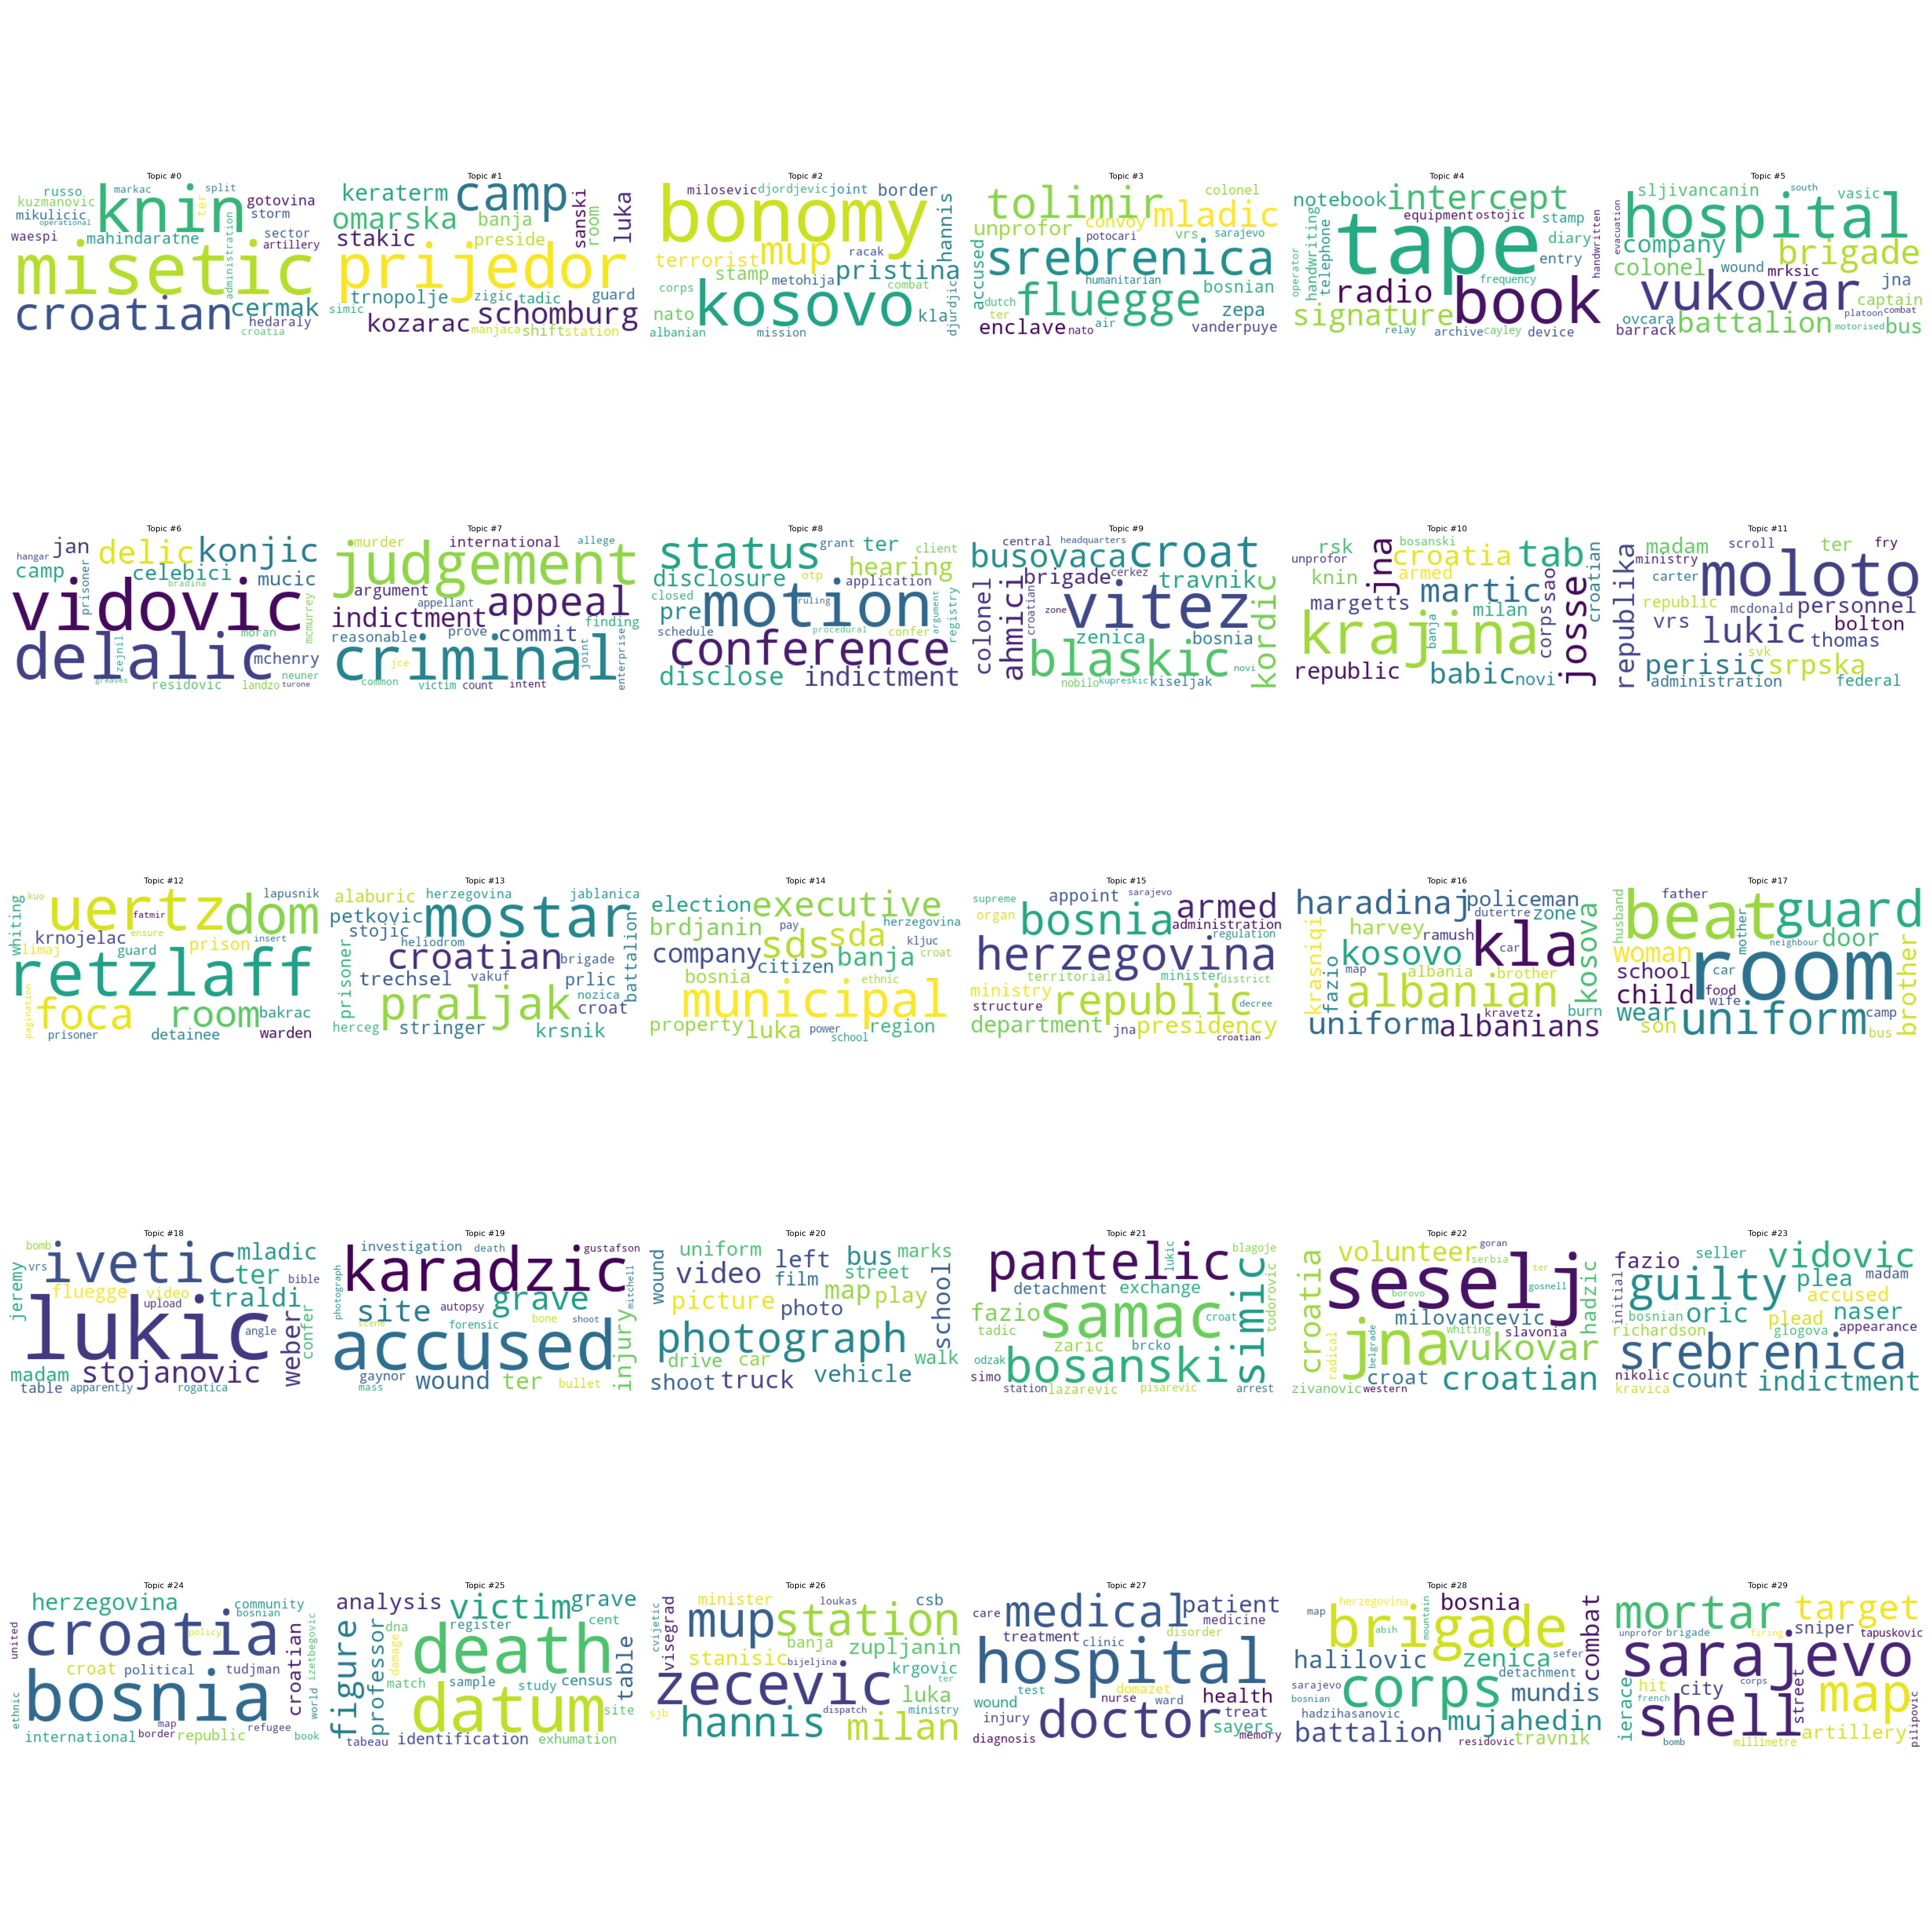 Topic #0
russo markac split
kuzmanovic knin ter gotovina
mikulicic operational storm
waespi mahindaratne administration sector
artillery
misetic
croatian cermak
hedaralyan
croatia
Topic #1
keraterm camp
omarska banja sanski room luka
stakic preside
prijedor
trnopolje zigic tadic guard
simic kozarac schomburg
manjaca shift station
Topic #2
milosevic djordjevic joint border
bonomy hannis
terrorist mup racak
stamp metohija pristina
corps kosovo combat
nato kla djurdjic
albanian mission
Topic #3
tolimir colonel
unprofor convoy mladic
accused potocari vrs sarajevo
srebrenica
humanitarian
dutch fluegge bosnian
ter zepa
enclave nato air vanderpuye
Topic #4
notebook intercept
handwriting telephone equipment ostojic stamp handwritten
operator tape diary
entry
frequency
radio book
signature
relay archive cayley device
Topic #5
evacuation sljivancanin south vasic
hospital
company brigade
colonel wound mrksic jna
vukovar captain
ovcara platoon combat
barrack battalion motorised bus
Topic #6
hangar jan delic konjic
camp prisoner celebici mucic
bradina
vidovic mcmurrey
moran
delalic zejnil mchenry
neuner
greaves residovic landzo turone
Topic #7
murder international allege
judgement
argument appeal
indictment appellant finding
reasonable prove commit
criminal joint enterprise
jce
common victim count intent
Topic #8
status grant ter client
hearing
disclosure otp application
closed motion argument registry
pre ruling
schedule procedural confer
conference
disclose indictment
Topic #9
central headquarters
busovaca croat
colonel ahmici croatian brigade cerkez travnik kordic
zone vitez
zenica bosnia
blaskic novi
nobilo kupreskic kiseljak
Topic #10
rsk bosanski tab
unprofor jna croatia croatian
knin armed martic sao
margetts milan corps josse
krajina
banja
republic babic novi
Topic #11
republika madam scroll ter fry
ministry moloto
carter
republic mcdonald personnel
vrs lukic bolton
svk thomas
perisic srpska
administration federal
Topic #12
whiting kuo uertz dom lapusnik
fatmir
krnojelac ensure
limaj guard prison insert
retzlaff
pagination foca room bakrac
prisoner detainee warden
Topic #13
alaburic herzegovina jablanica
petkovic mostar
stojic heliodrom battalion
prisoner croatian brigade
trechsel vakuf prlic
praljak nozica
croat
herceg stringer krsnik
Topic #14
election executive
brdjanin pay herzegovina
sds sda kljuc
company citizen banja croat
bosnia ethnic
municipal
property luka power region
school
Topic #15
supreme appoint sarajevo
organ bosnia armed
administration
regulation
herzegovina
territorial minister district
ministry republic decree
structure
department jna presidency
croatian
Topic #16
haradinaj policeman
dutertre zone
krasniqi harvey ramush kla kosova
fazio kosovo car
map albania brother
albanian
kravetz burn
uniform albanians
Topic #17
husband father
beat guard
woman mother neighbour door
school car room brother
child food
wear wife camp
son uniform bus
Topic #18
bomb ivetic mladic
vrs ter bible
jeremy fluegge video traldi
upload confer
lukic angle weber
madam stojanovic
table apparently rogatica
Topic #19
investigation death gustafson
photograph karadzic mitchell
site autopsy grave
scene forensic bone shoot injury
accused
gaynor
mass wound ter bullet
Topic #20
wound uniform left bus marks
video film street school
picture photo map play
photograph
drive car walk
shoot truck vehicle
Topic #21
pantelic lukic blagoje
detachment exchange simic todorovic
fazio samac croat
tadic zaric brcko
odzak bosanski
simo
station lazarevic pisarevic arrest
Topic #22
croatia volunteer goran
serbia ter
seselj gosnell hadzic
borovo
milovancevic
radical jna whiting slavonia
belgrade vukovar
croat croatian
zivanovic western
Topic #23
fazio seller vidovic
initial guilty plea madam
accused
bosnian oric plead naser
richardson glogova appearance
srebrenica
nikolic count indictment
kravica
Topic #24
herzegovina community
bosnian
united croatia izetbegovic
policy croatian
croat political tudjman
ethnic bosnia world
map refugee
international border republic book
Topic #25
analysis victim grave
figure professor dna register cent
damage death table
match sample study census
datum site
tabeau identification exhumation
Topic #26
cvijetic visegrad minister loukas csb
mup station
banja zupljanin
stanisic bijeljina
zecevic krgovic
ter
luka
sjb hannis dispatch ministry
milan
Topic #27
care medical patient
treatment clinic medicine
disorder
hospital
test domazet
wound nurse ward health
injury doctor treat
sayers
diagnosis memory
Topic #28
herzegovina bosnia combat
map brigade
abih mountain
halilovic zenica sefer
sarajevo detachment
bosnian corps mundis
hadzihasanovic mujahedin
battalion residovic travnik
Topic #29
mortar target
unprofor brigade firing sniper tapuskovic
sarajevo
hit city corps map
french street
ierace shell artillery pilipovic
bomb millimetre